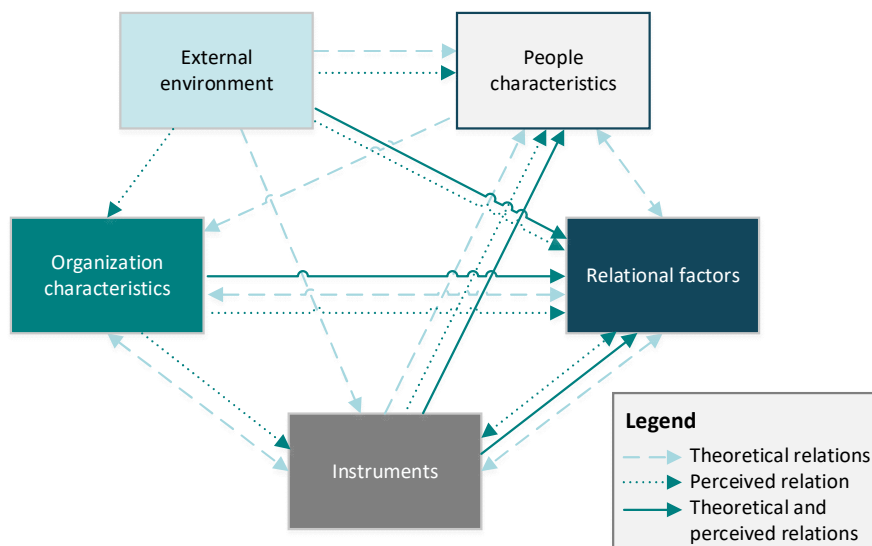 External
environment
People
characteristics
Organization
characteristics
Relational factors
Instruments
Legend
Theoretical relations
Perceived relation
Theoretical and
perceived relations